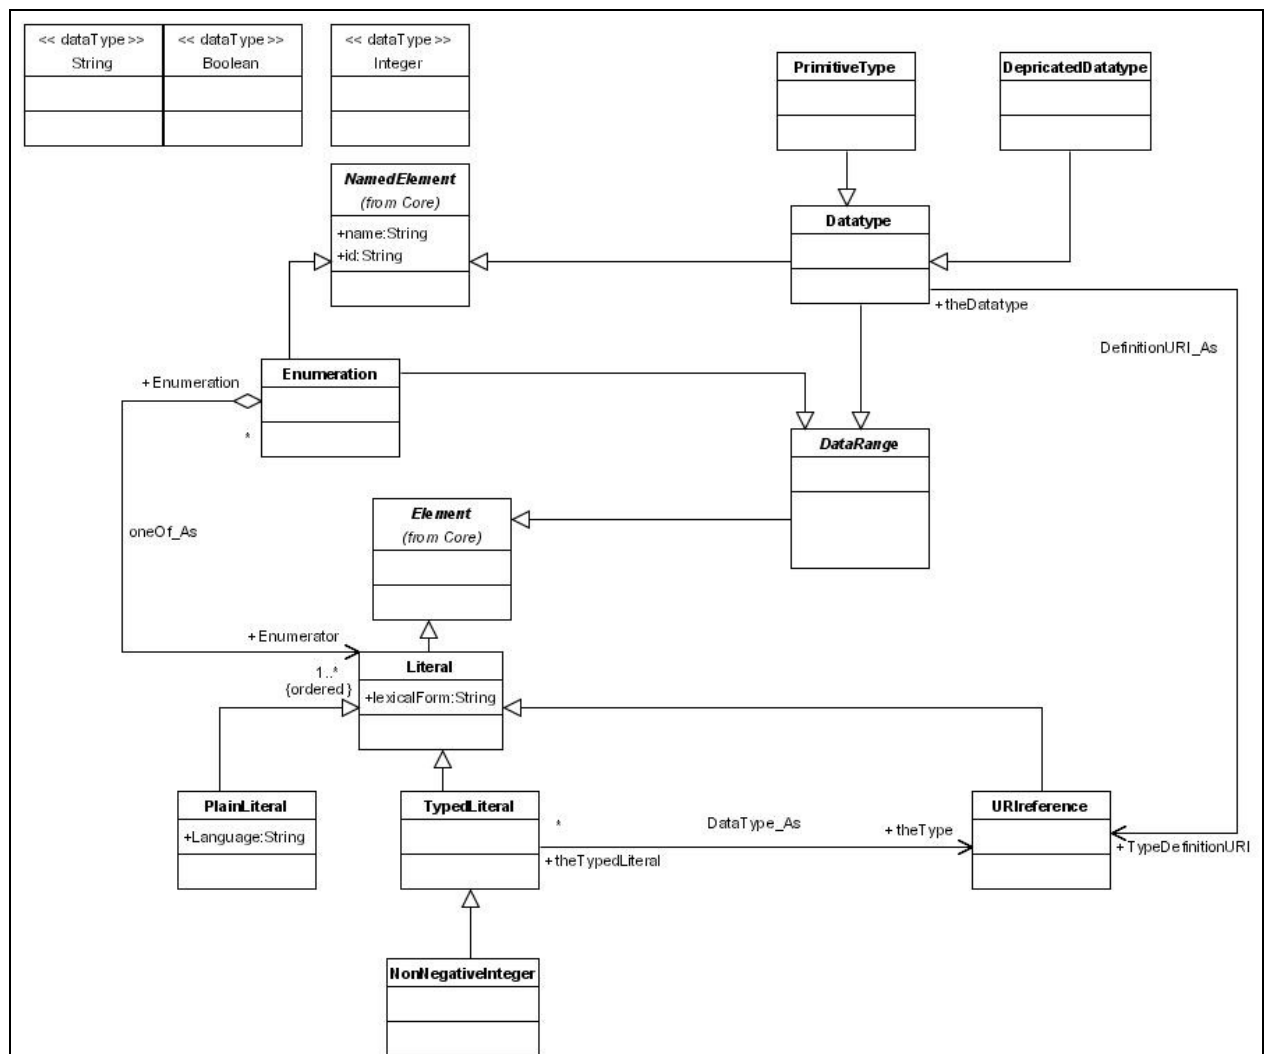 << dataType >>
String
<< dataType >>
Boolean
<< dataType >>
Integer
PrimitiveType
DepricatedDatatype
NamedElement
(from Core)
+name:String
+id:String
Datatype
+theDatatype
DefinitionURI_As
+Enumeration
*
Enumeration
DataRange
oneOf_As
Element
(from Core)
+Enumerator
1..*
{ordered}
Literal
+lexicalForm:String
PlainLiteral
+Language:String
TypedLiteral
*
+theTypedLiteral
DataType_As
+theType
URIreference
+TypeDefinitionURI
NonNegativeInteger